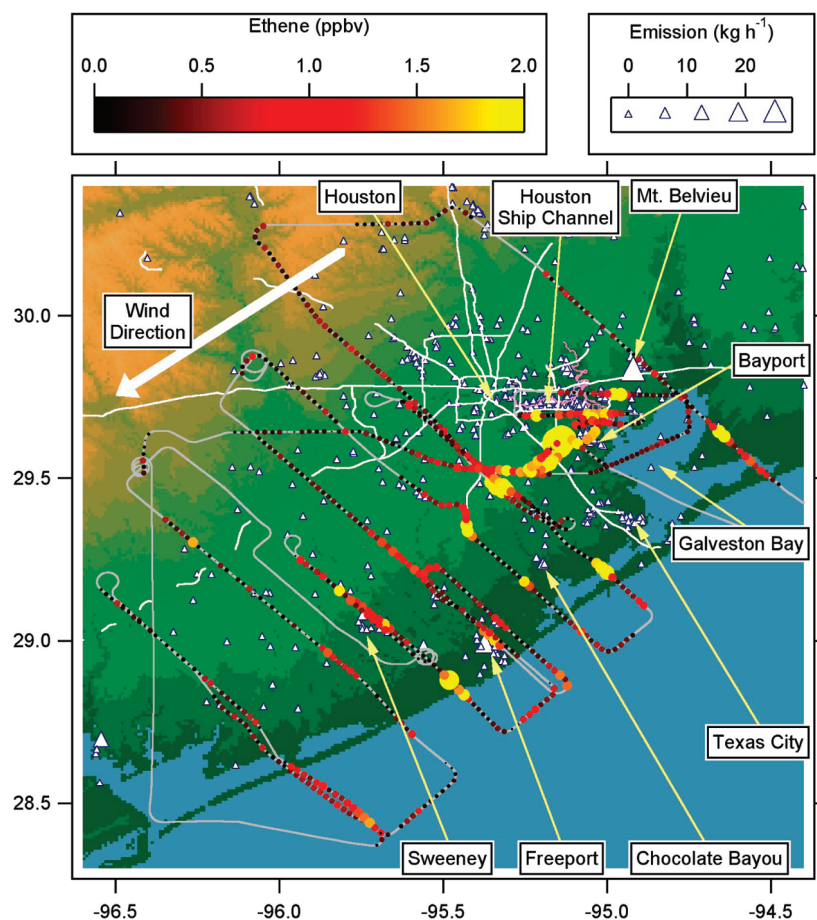 Ethene (ppbv)
0.0 0.5 1.0 1.5 2.0
Emission (kg h⁻¹)
0 10 20
Houston
Houston
Ship Channel
Mt. Belvieu
Wind
Direction
Bayport
Galveston Bay
Texas City
Sweeney
Freeport
Chocolate Bayou
30.0
29.5
29.0
28.5
-96.5 -96.0 -95.5 -95.0 -94.5